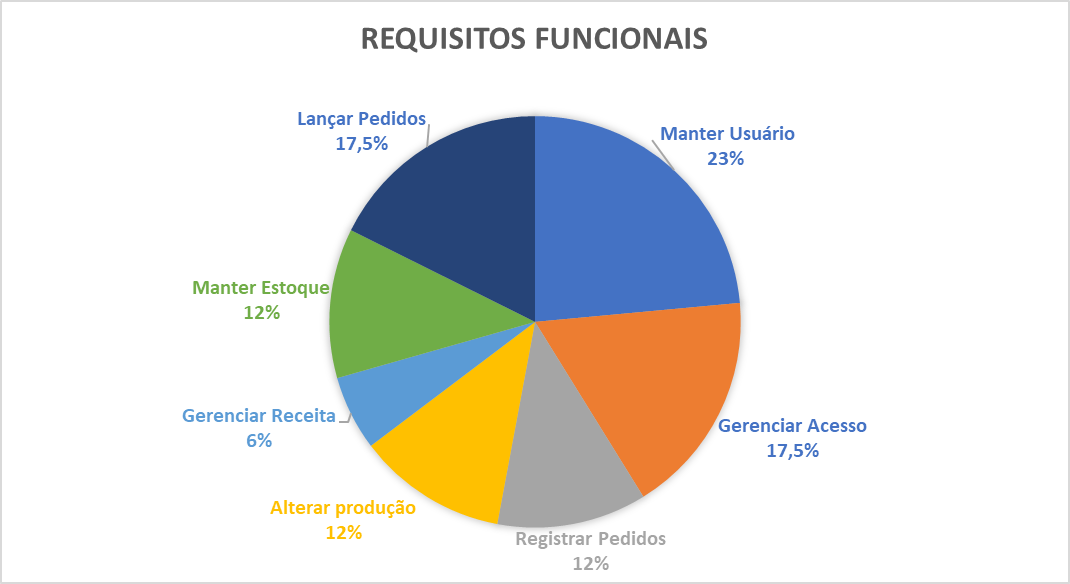 REQUISITOS FUNCIONAIS
Lançar Pedidos
17,5%
Manter Usuário
23%
Manter Estoque
12%
Gerenciar Receita
6%
Gerenciar Acesso
17,5%
Alterar produção
12%
Registrar Pedidos
12%